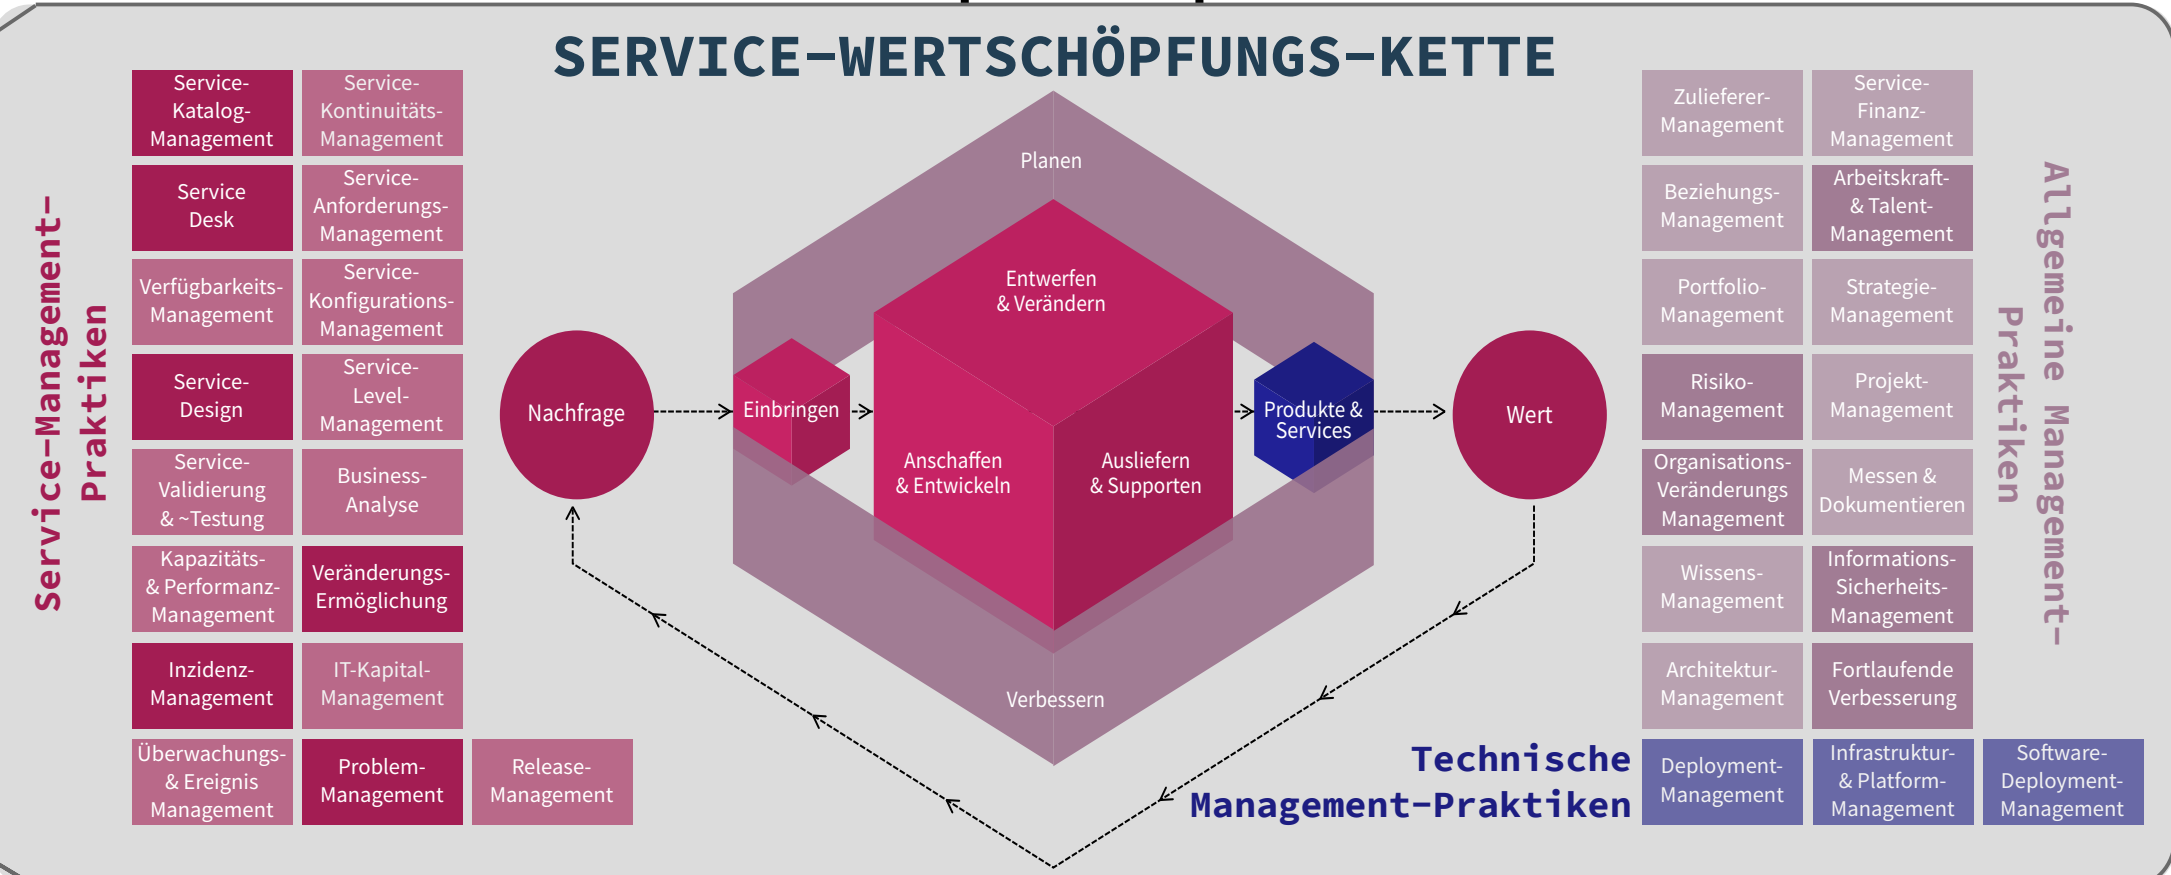 SERVICE-WERTSCHÖPFUNGS-KETTE
Service-Management-
Praktiken
Service-
Katalog-
Management
Service-
Kontinuitäts-
Management
Service
Desk
Service-
Anforderungs-
Management
Verfügbarkeits-
Management
Service-
Konfigurations-
Management
Service-
Design
Service-
Level-
Management
Service-
Validierung
& ~Testung
Business-
Analyse
Kapazitäts-
& Performanz-
Management
Veränderungs-
Ermöglichung
Inzidenz-
Management
IT-Kapital-
Management
Überwachungs-
& Ereignis
Management
Problem-
Management
Release-
Management
Nachfrage
Planen
Entwerfen
& Verändern
Einbringen
Anschaffen
& Entwickeln
Ausliefern
& Supporten
Produkte &
Services
Wert
Verbessern
Allgemeine Management-
Praktiken
Zulieferer-
Management
Service-
Finanz-
Management
Beziehungs-
Management
Arbeitskraft-
& Talent-
Management
Portfolio-
Management
Strategie-
Management
Risiko-
Management
Projekt-
Management
Organisations-
Veränderungs
Management
Messen &
Dokumentieren
Wissens-
Management
Informations-
Sicherheits-
Management
Architektur-
Management
Fortlaufende
Verbesserung
Technische
Management-Praktiken
Deployment-
Management
Infrastruktur-
& Platform-
Management
Software-
Deployment-
Management